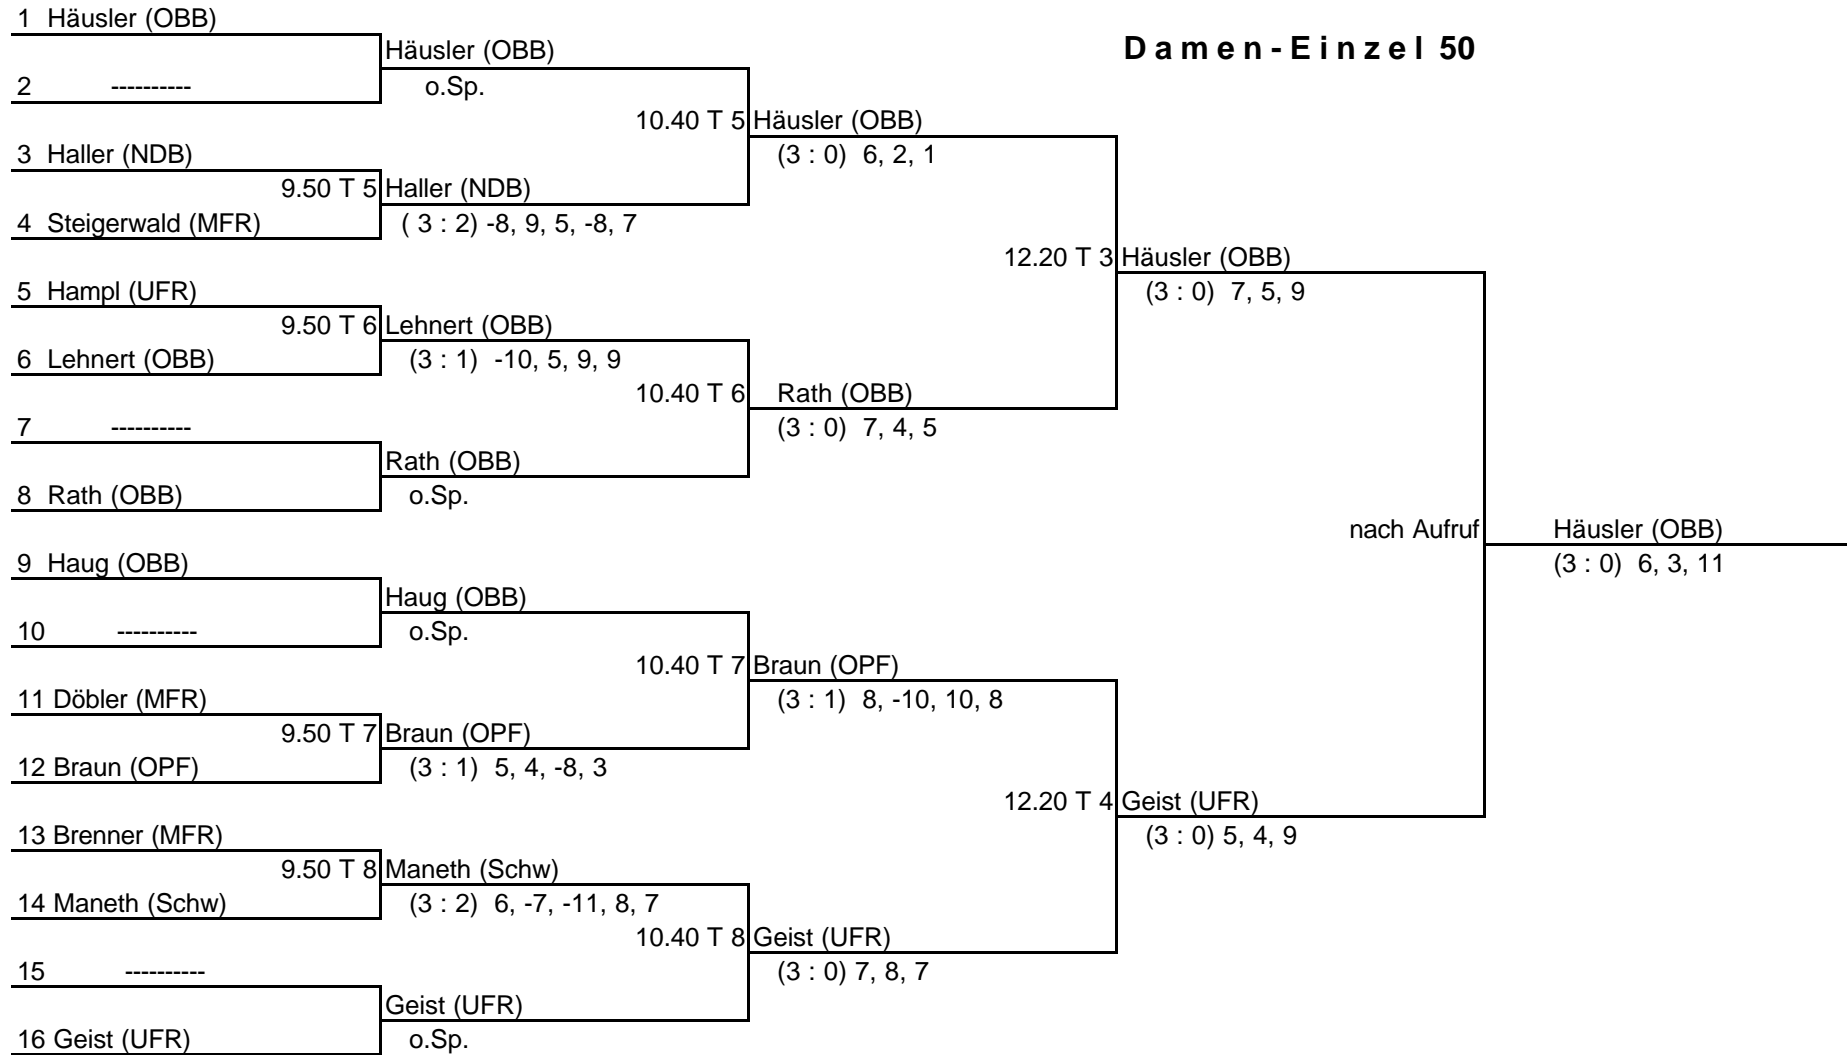 1 Häusler (OBB)
Damen-Einzel 50
Häusler (OBB)
2 ----------
o.Sp.
10.40 T 5 Häusler (OBB)
3 Haller (NDB)
(3 : 0) 6, 2, 1
9.50 T 5 Haller (NDB)
4 Steigerwald (MFR)
( 3 : 2) -8, 9, 5, -8, 7
12.20 T 3 Häusler (OBB)
5 Hampl (UFR)
(3 : 0) 7, 5, 9
9.50 T 6 Lehnert (OBB)
6 Lehnert (OBB)
(3 : 1) -10, 5, 9, 9
10.40 T 6 Rath (OBB)
7 ----------
(3 : 0) 7, 4, 5
Rath (OBB)
8 Rath (OBB)
o.Sp.
nach Aufruf Häusler (OBB)
9 Haug (OBB)
(3 : 0) 6, 3, 11
Haug (OBB)
10 ----------
o.Sp.
10.40 T 7 Braun (OPF)
11 Döbler (MFR)
(3 : 1) 8, -10, 10, 8
9.50 T 7 Braun (OPF)
12 Braun (OPF)
(3 : 1) 5, 4, -8, 3
12.20 T 4 Geist (UFR)
13 Brenner (MFR)
(3 : 0) 5, 4, 9
9.50 T 8 Maneth (Schw)
14 Maneth (Schw)
(3 : 2) 6, -7, -11, 8, 7
10.40 T 8 Geist (UFR)
15 ----------
(3 : 0) 7, 8, 7
Geist (UFR)
16 Geist (UFR)
o.Sp.